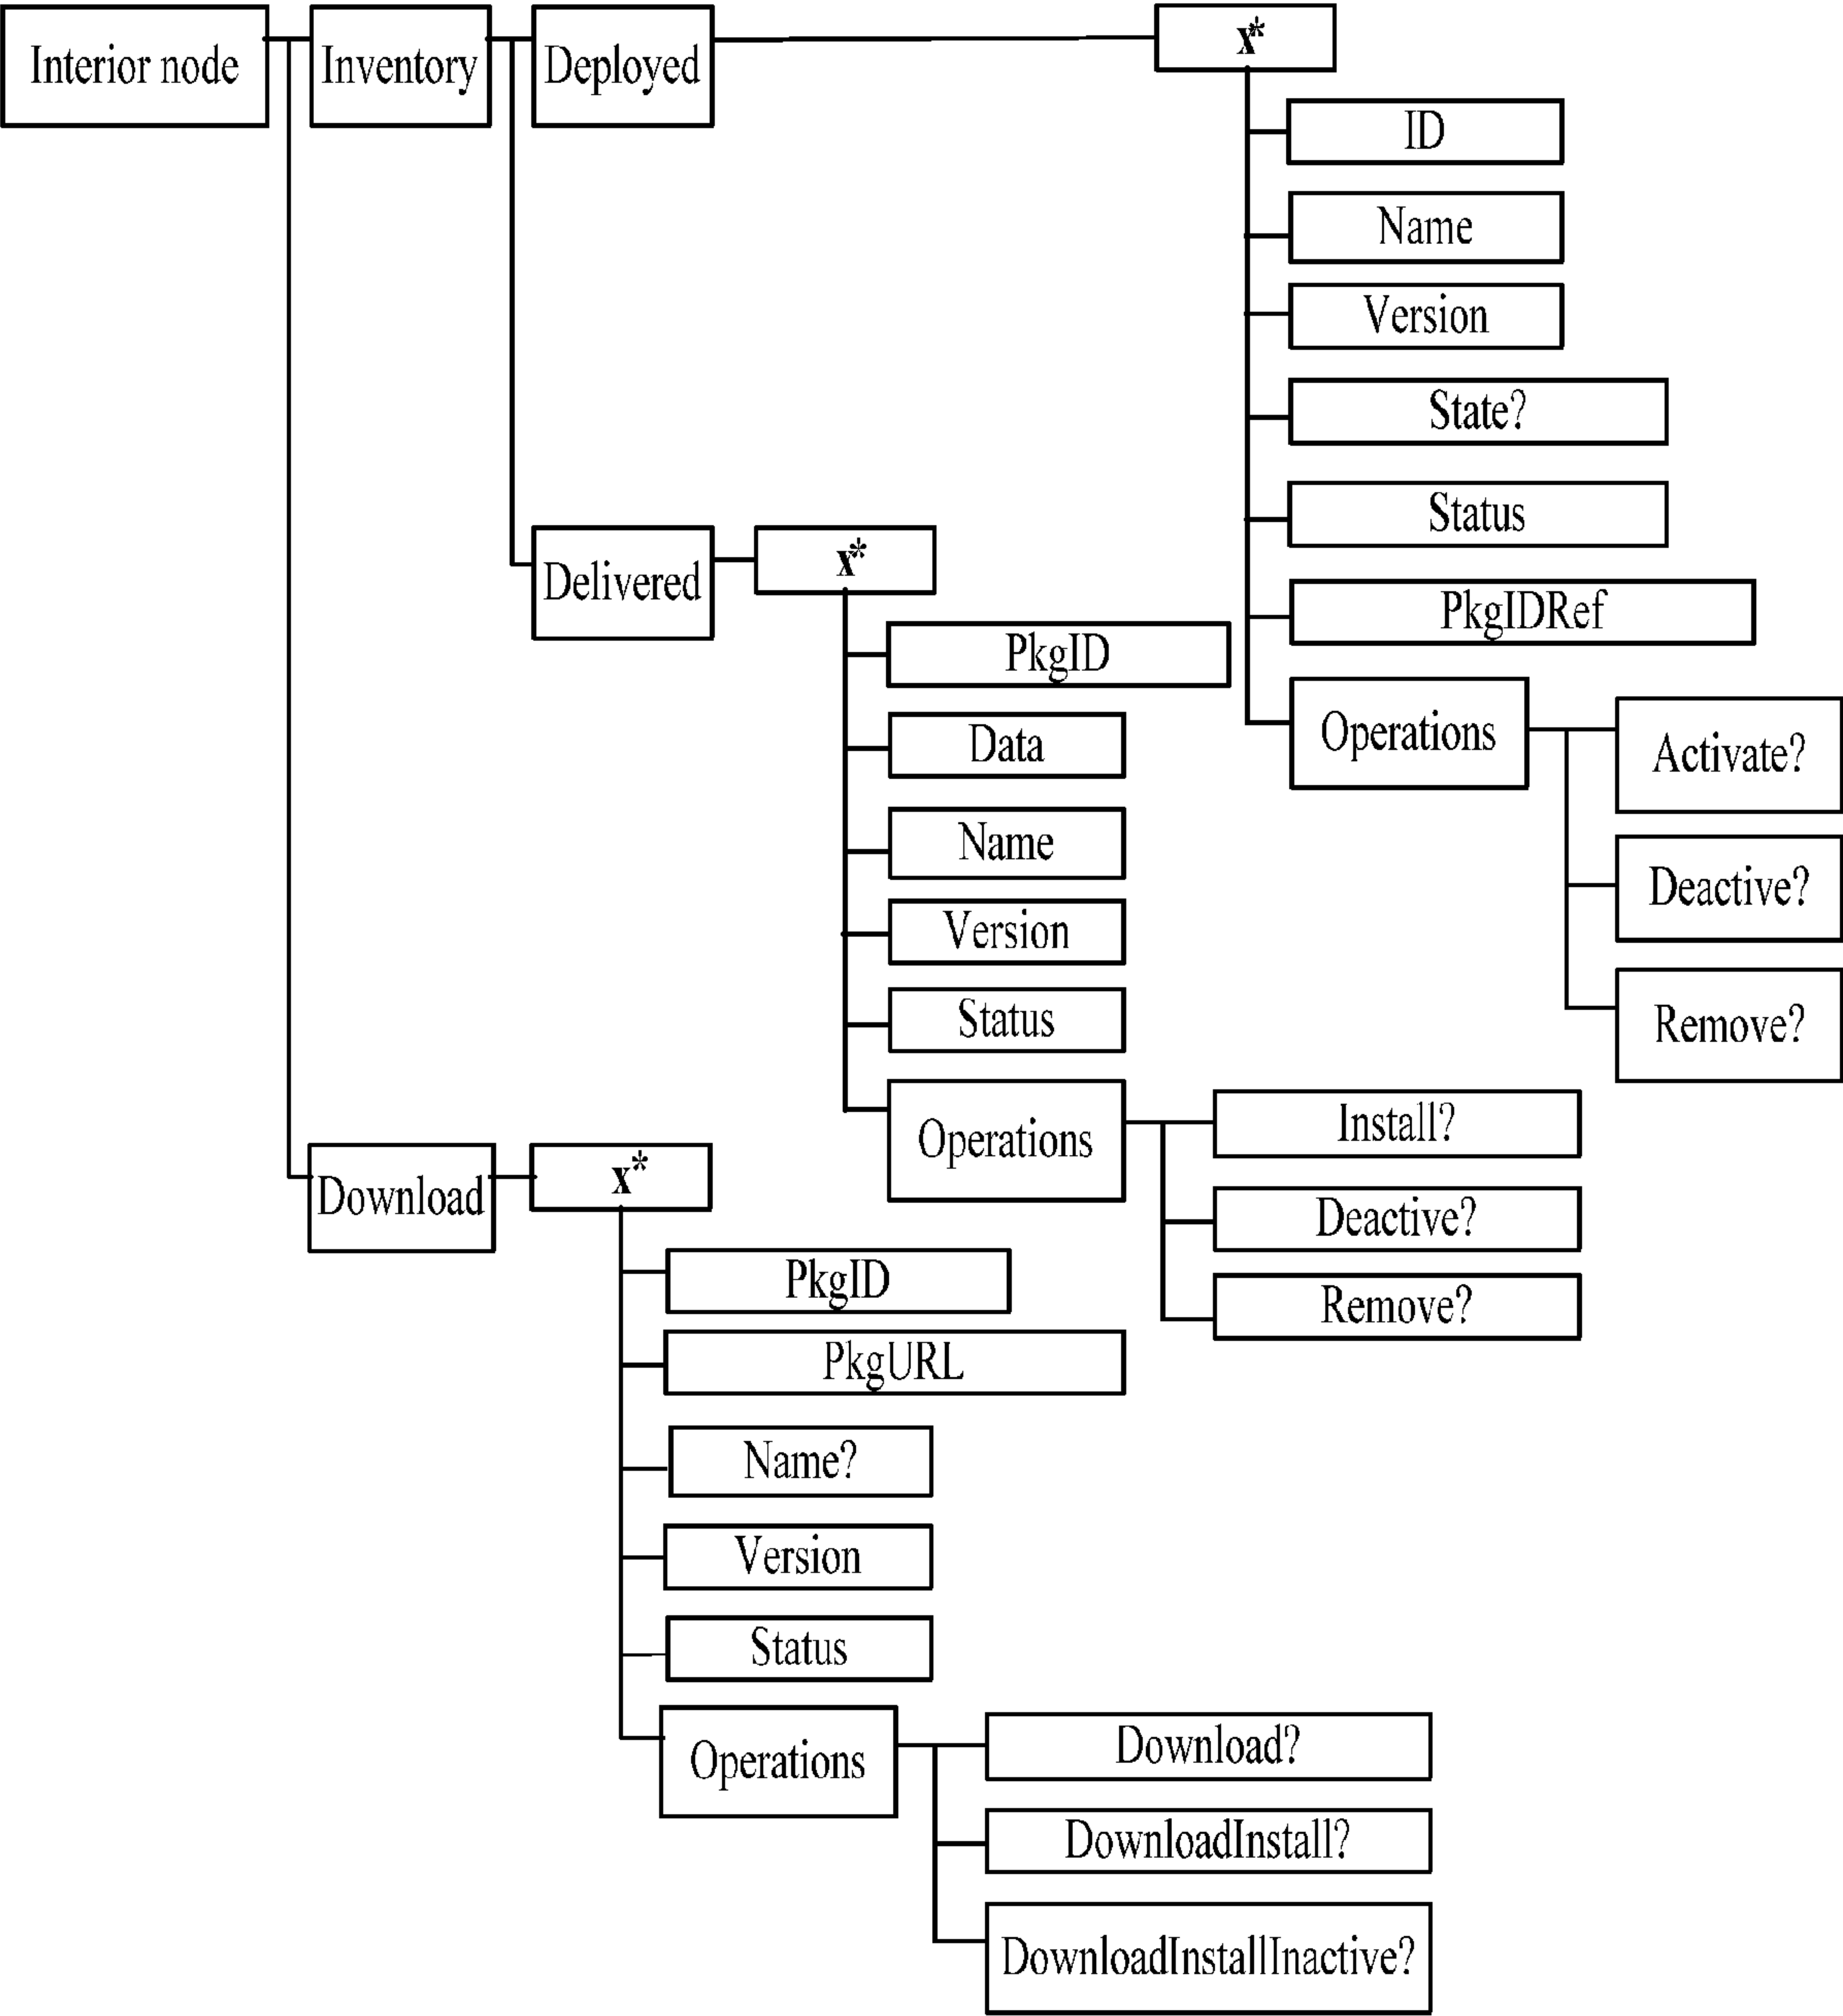 Interior node
Inventory
Deployed
x*
ID
Name
Version
State?
Status
PkgIDRef
Operations
Activate?
Deactive?
Remove?
Delivered
x*
PkgID
Data
Name
Version
Status
Operations
Install?
Deactive?
Remove?
Download
x*
PkgID
PkgURL
Name?
Version
Status
Operations
Download?
DownloadInstall?
DownloadInstallInactive?